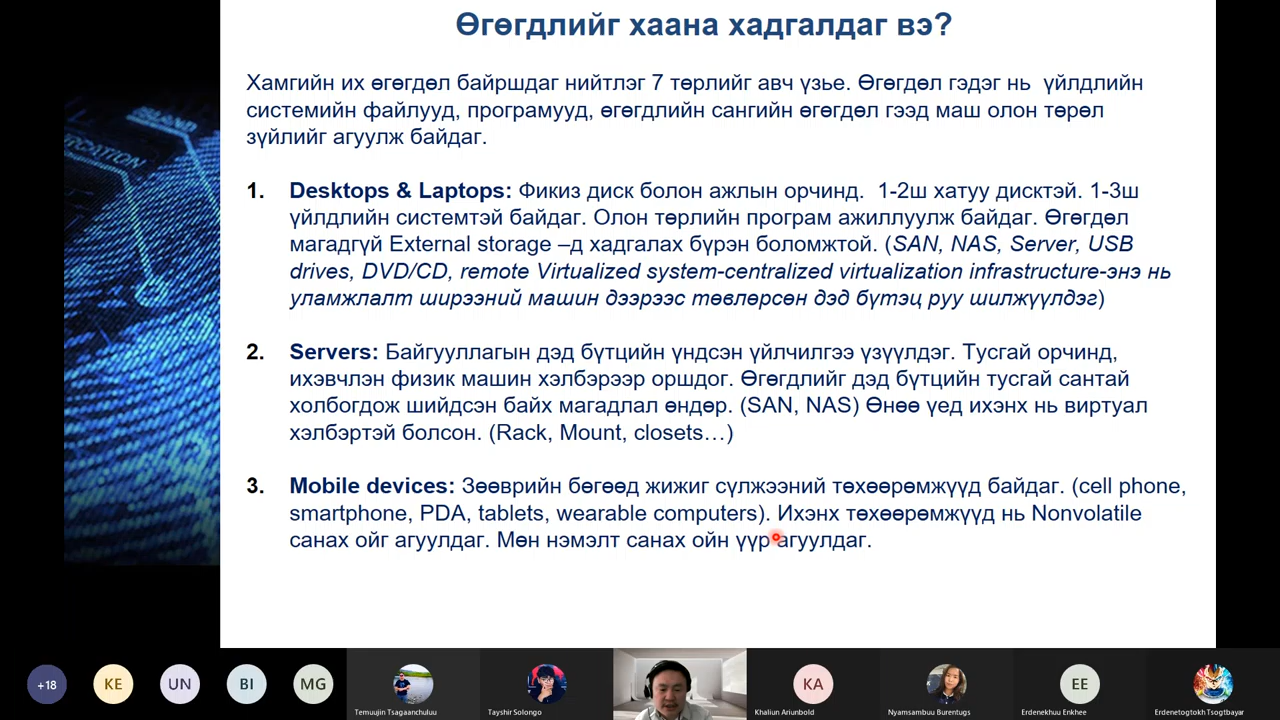 Өгөгдлийг хаана хадгалдаг вэ?
Хамгийн их өгөгдөл байршдаг нийтлэг 7 төрлийг авч үзье. Өгөгдөл гэдэг нь үйлдлийн
системийн файлууд, програмууд, өгөгдлийн сангийн өгөгдөл гээд маш олон төрөл
зүйлийг агуулж байдаг.
1. Desktops & Laptops: Фикиз диск болон ажлын орчинд. 1-2ш хатуу дисктэй. 1-3ш
үйлдлийн системтэй байдаг. Олон төрлийн програм ажиллуулж байдаг. Өгөгдөл
магадгүй External storage –д хадгалах бүрэн боломжтой. (SAN, NAS, Server, USB
drives, DVD/CD, remote Virtualized system-centralized virtualization infrastructure-энэ нь
уламжлалт ширээний машин дээрээс төвлөрсөн дэд бүтэц руу шилжүүлдэг)
2. Servers: Байгууллагын дэд бүтцийн үндсэн үйлчилгээ үзүүлдэг. Тусгай орчинд,
ихэвчлэн физик машин хэлбэрээр оршдог. Өгөгдлийг дэд бүтцийн тусгай сантай
холбогдож шийдсэн байх магадлал өндөр. (SAN, NAS) Өнөө үед ихэнх нь виртуал
хэлбэртэй болсон. (Rack, Mount, closets…)
3. Mobile devices: Зөөврийн бөгөөд жижиг сүлжээний төхөөрөмжүүд байдаг. (cell phone,
smartphone, PDA, tablets, wearable computers). Ихэнх төхөөрөмжүүд нь Nonvolatile
санах ойг агуулдаг. Мөн нэмэлт санах ойн үүр агуулдаг.
+18 KE UN BI MG KA EE
Temuujin Tsagaanchuluu Tayshir Solongo Khaliun Ariunbold Nyamsambuu Burentugs Erdenekhuu Enkhee Erdenetogtokh Tsogtbayar